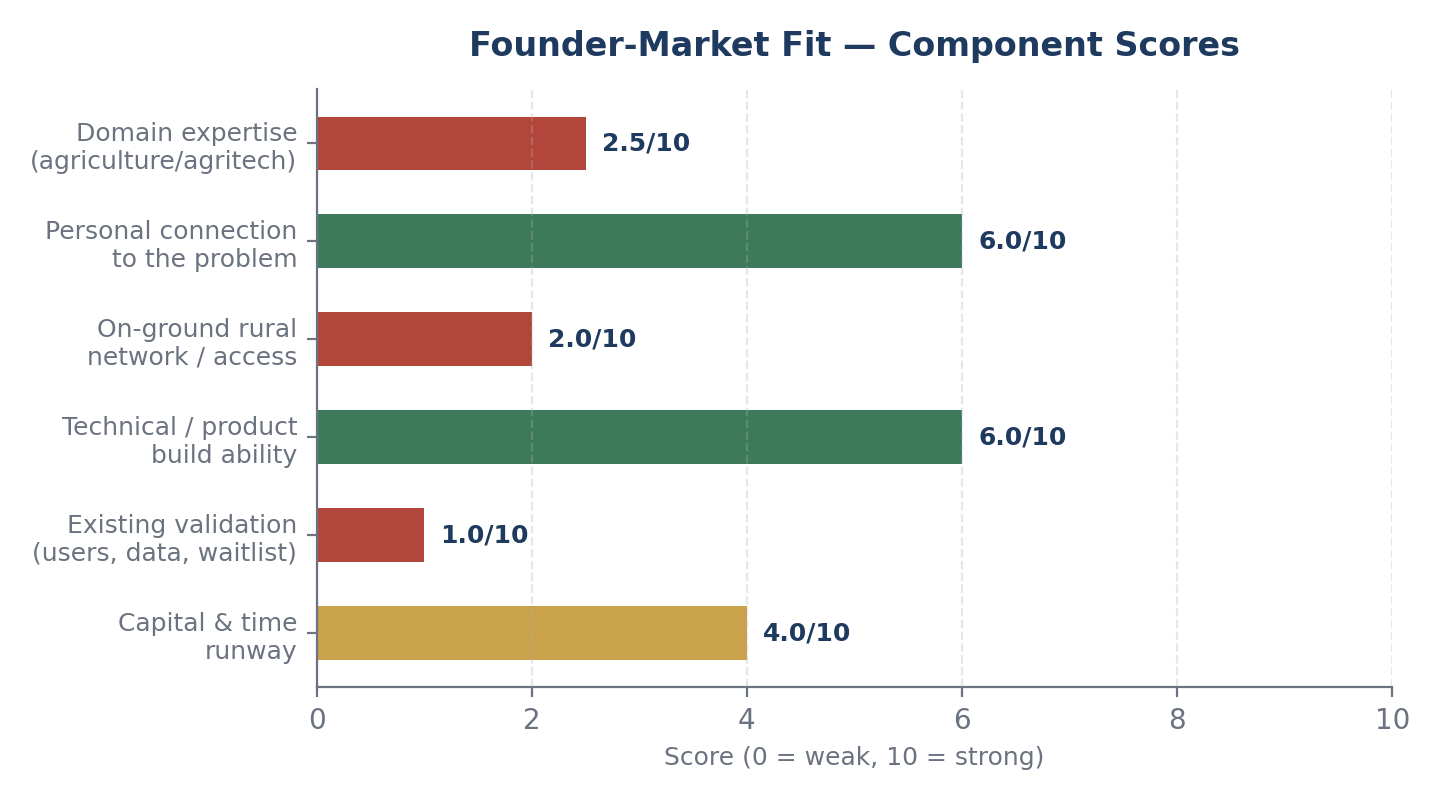 Founder-Market Fit — Component Scores
Domain expertise
(agriculture/agritech)
2.5/10
Personal connection
to the problem
6.0/10
On-ground rural
network / access
2.0/10
Technical / product
build ability
6.0/10
Existing validation
(users, data, waitlist)
1.0/10
Capital & time
runway
4.0/10
0 2 4 6 8 10
Score (0 = weak, 10 = strong)